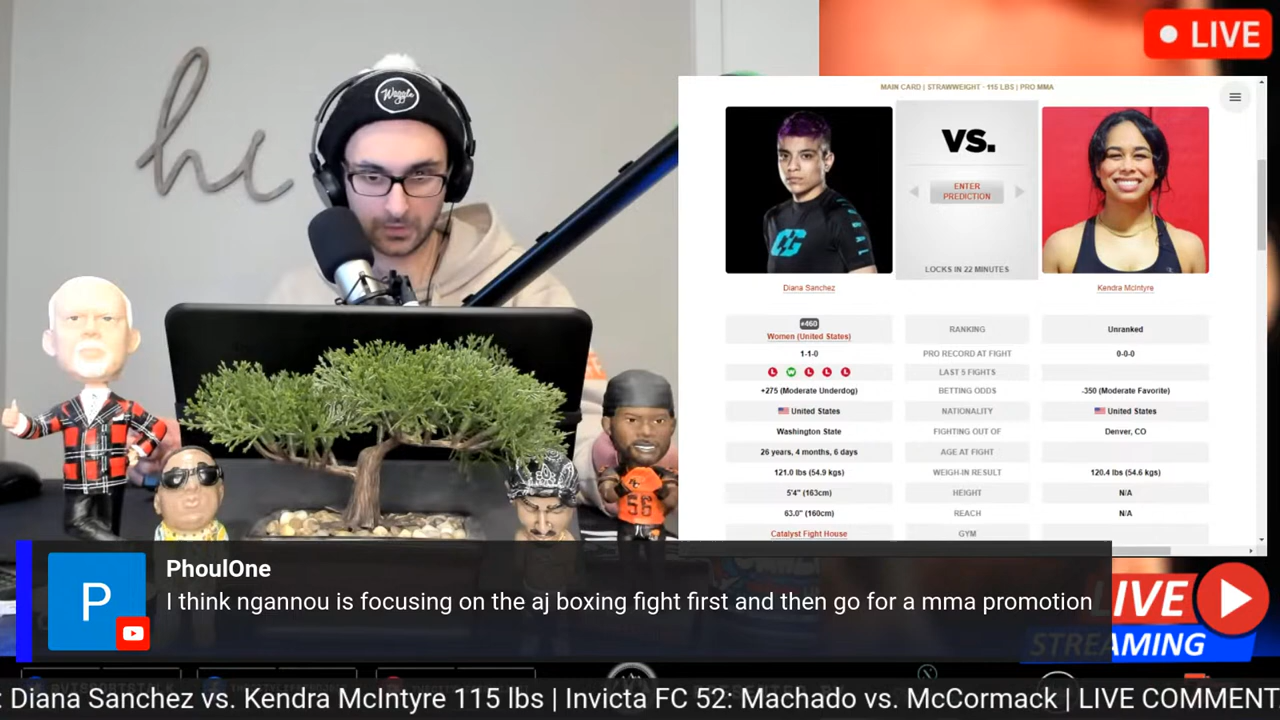 LIVE
hi
Waggle
MAIN CARD | STRAWWEIGHT · 115 LBS | PRO MMA
VS.
ENTER
PREDICTION
LOCKS IN 22 MINUTES
Diana Sanchez
Kendra McIntyre
#460
Women (United States) RANKING Unranked
1-1-0 PRO RECORD AT FIGHT 0-0-0
L W L L L LAST 5 FIGHTS
+275 (Moderate Underdog) BETTING ODDS -350 (Moderate Favorite)
United States NATIONALITY United States
Washington State FIGHTING OUT OF Denver, CO
26 years, 4 months, 6 days AGE AT FIGHT
121.0 lbs (54.9 kgs) WEIGH-IN RESULT 120.4 lbs (54.6 kgs)
5'4" (163cm) HEIGHT N/A
63.0" (160cm) REACH N/A
Catalyst Fight House GYM
56
P
PhoulOne
I think ngannou is focusing on the aj boxing fight first and then go for a mma promotion
LIVE
STREAMING
: Diana Sanchez vs. Kendra McIntyre 115 lbs | Invicta FC 52: Machado vs. McCormack | LIVE COMMENT